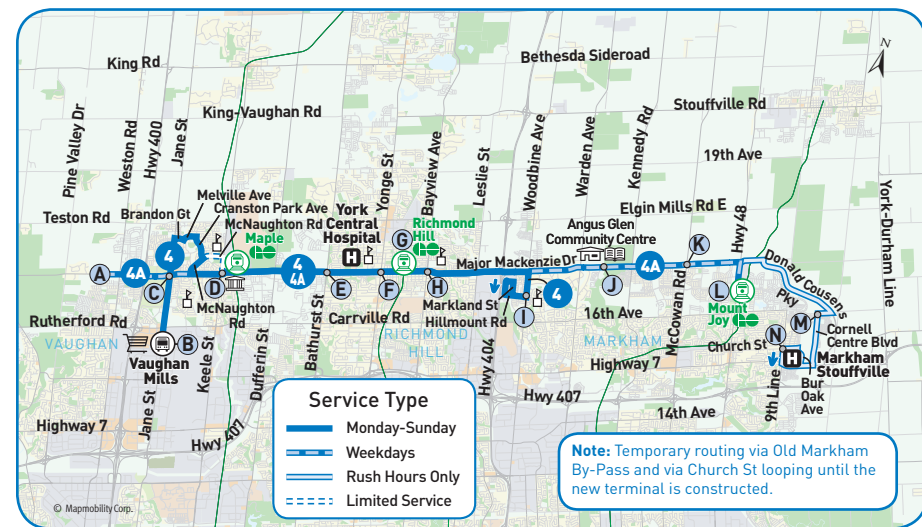 N
King Rd
Bethesda Sideroad
King-Vaughan Rd
Stouffville Rd
Pine Valley Dr
Weston Rd
Hwy 400
Jane St
Yonge St
Bayview Ave
Leslie St
Woodbine Ave
Warden Ave
Kennedy Rd
19th Ave
Hwy 48
York-Durham Line
Teston Rd
Brandon Gt
Melville Ave
Cranston Park Ave
McNaughton Rd
Maple
York
Central
Hospital
H
G
Richmond
Hill
Elgin Mills Rd E
Angus Glen
Community Centre
Major Mackenzie Dr
A
4A
4
C
D
4
4A
E
F
H
I
4
J
4A
K
L
Mount
Joy
Donald Cousens
Pky
M
N
Cornell
Centre Blvd
McNaughton
Rd
Rutherford Rd
VAUGHAN
B
Vaughan
Mills
Keele St
Dufferin St
Bathurst St
Carrville Rd
RICHMOND
HILL
Markland St
Hillmount Rd
Hwy 404
16th Ave
MARKHAM
McCowan Rd
Church St
H
Markham
Stouffville
Highway 7
Bur
Oak
Ave
9th Line
Hwy 407
14th Ave
Highway 7
Jane St
Hwy 407
Service Type
Monday-Sunday
Weekdays
Rush Hours Only
Limited Service
Note: Temporary routing via Old Markham
By-Pass and via Church St looping until the
new terminal is constructed.
© Mapmobility Corp.